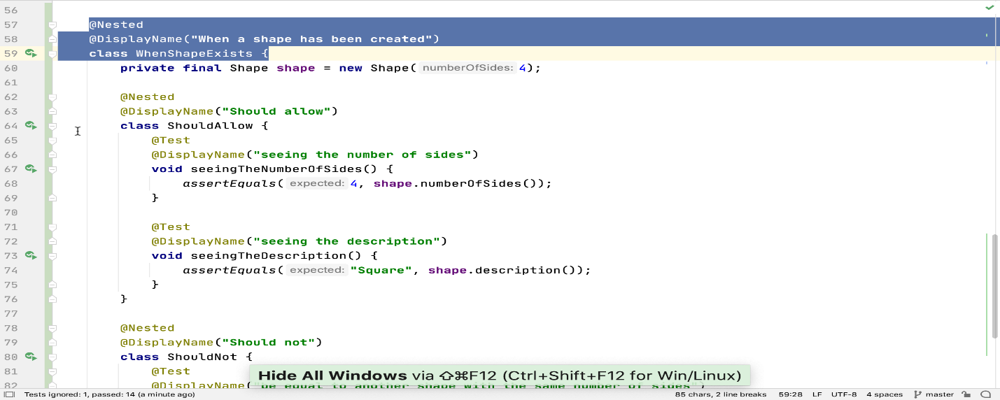 56
57 @Nested
58 @DisplayName("When a shape has been created")
59 class WhenShapeExists {
60 private final Shape shape = new Shape( numberOfSides: 4);
61
62 @Nested
63 @DisplayName("Should allow")
64 class ShouldAllow {
65 @Test
66 @DisplayName("seeing the number of sides")
67 void seeingTheNumberOfSides() {
68 assertEquals( expected: 4, shape.numberOfSides());
69 }
70
71 @Test
72 @DisplayName("seeing the description")
73 void seeingTheDescription() {
74 assertEquals( expected: "Square", shape.description());
75 }
76 }
77
78 @Nested
79 @DisplayName("Should not")
80 class ShouldNot {
81 @Test
Hide All Windows via ⇧⌘F12 (Ctrl+Shift+F12 for Win/Linux)
82 @DisplayName("be equal to another shape with the same number of sides")
Tests ignored: 1, passed: 14 (a minute ago) 85 chars, 2 line breaks 59:28 LF UTF-8 4 spaces master